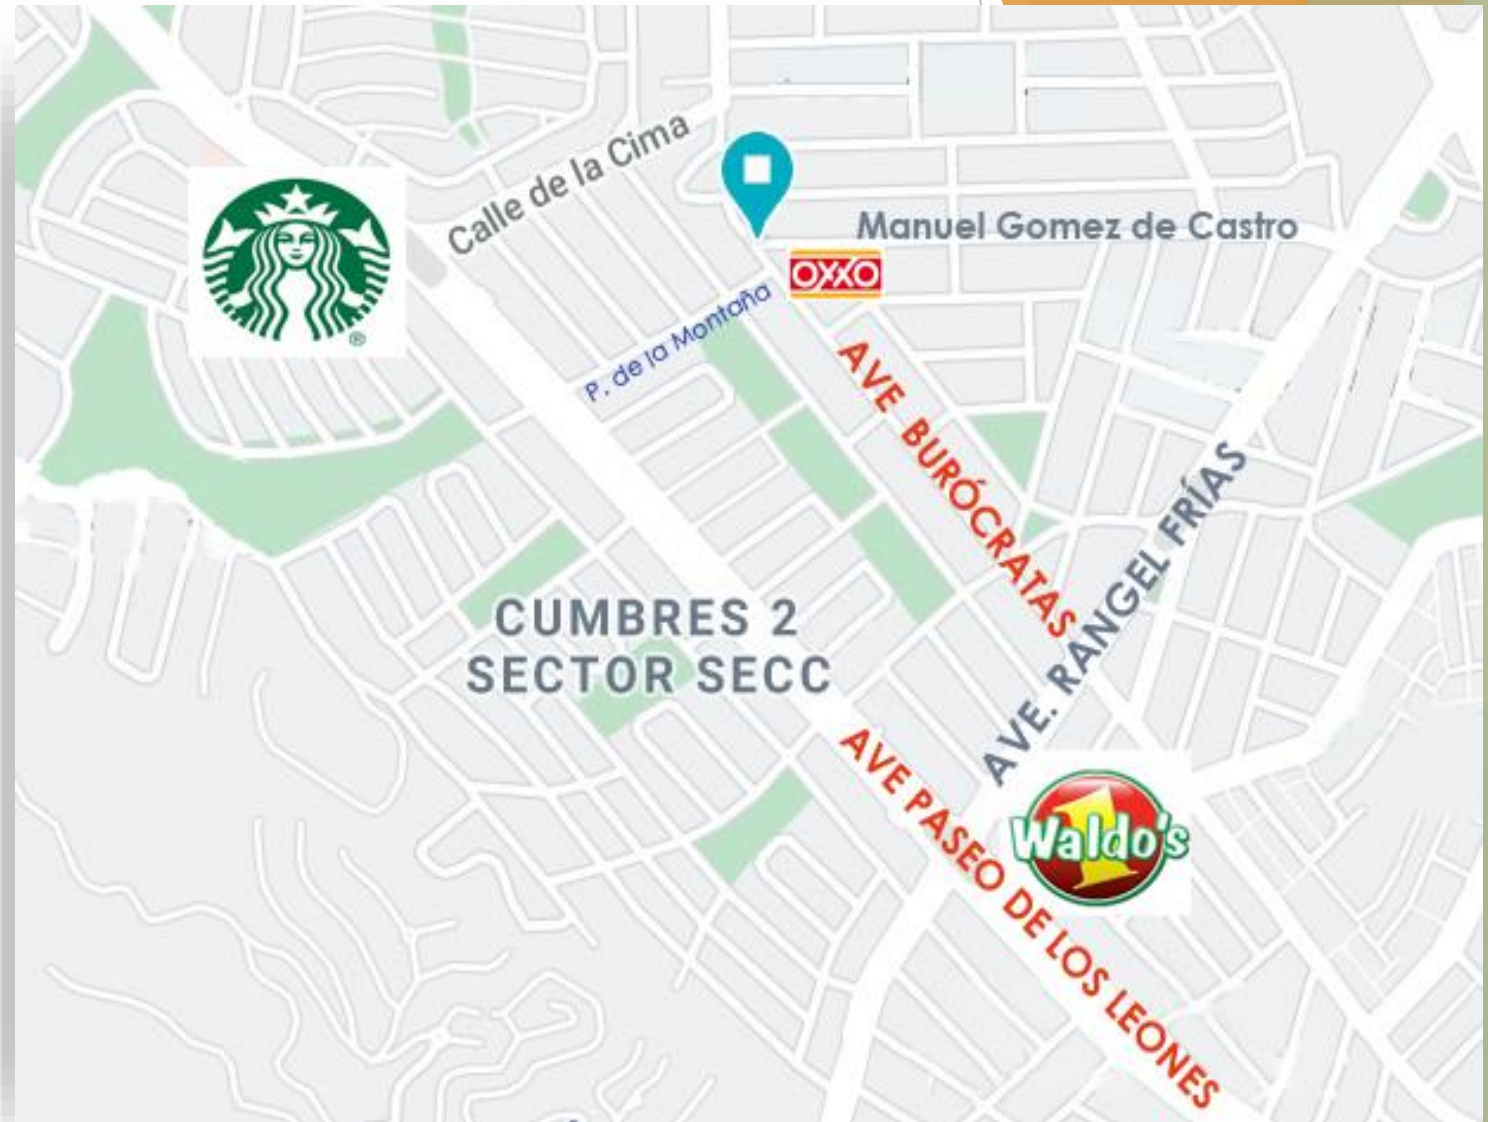 Calle de la Cima
®
Manuel Gomez de Castro
OXXO
P. de la Montaña
AVE BURÓCRATAS
AVE. RANGEL FRÍAS
CUMBRES 2
SECTOR SECC
AVE PASEO DE LOS LEONES
1
Waldo's